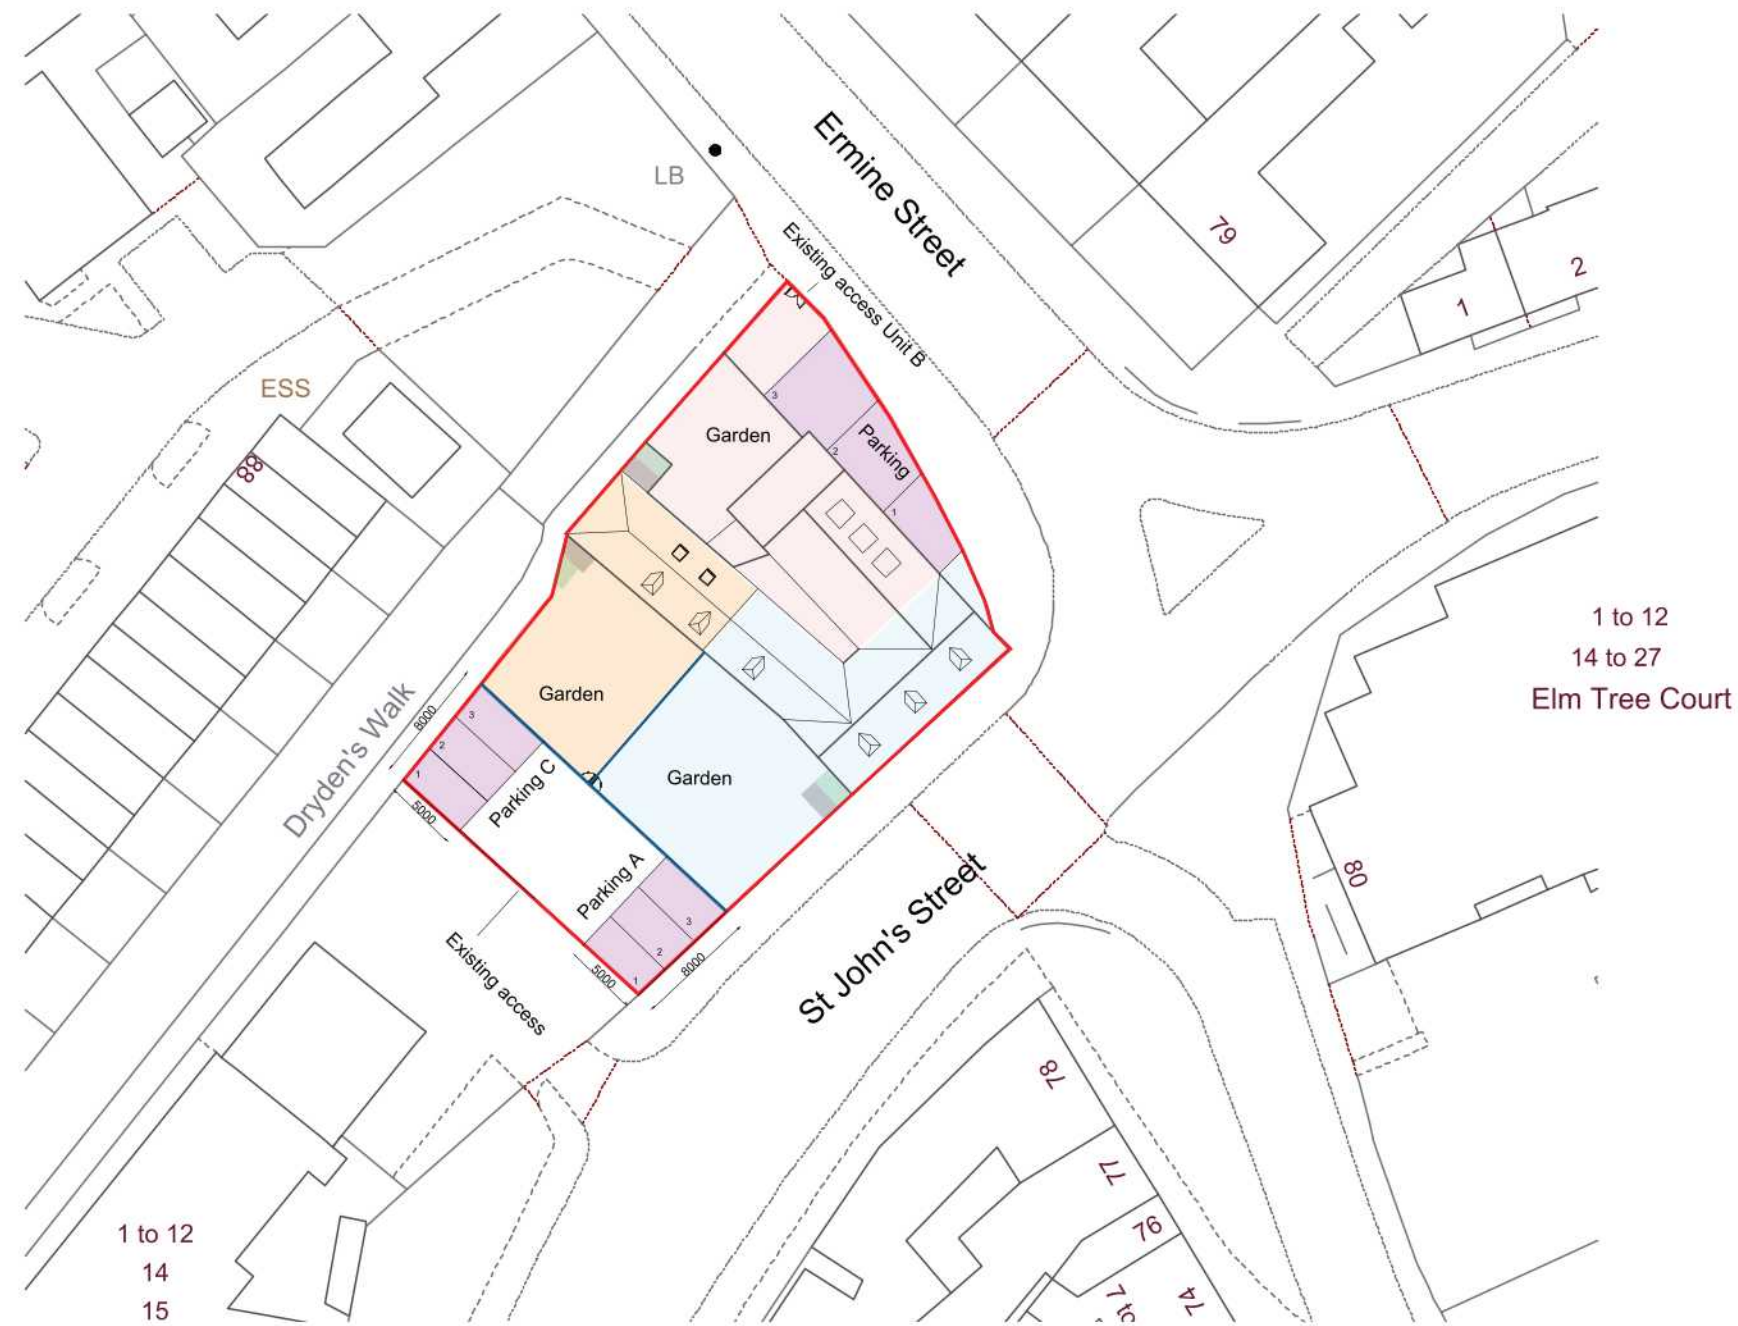 Ermine Street
LB
Existing access Unit B
79
2
1
ESS
88
Garden
3
2
Parking
1
1 to 12
14 to 27
Elm Tree Court
Garden
Dryden's Walk
8000
3
2
1
5000
Parking C
Garden
Parking A
3
2
1
5000
8000
Existing access
St John's Street
80
78
77
76
74
1 to 12
14
15